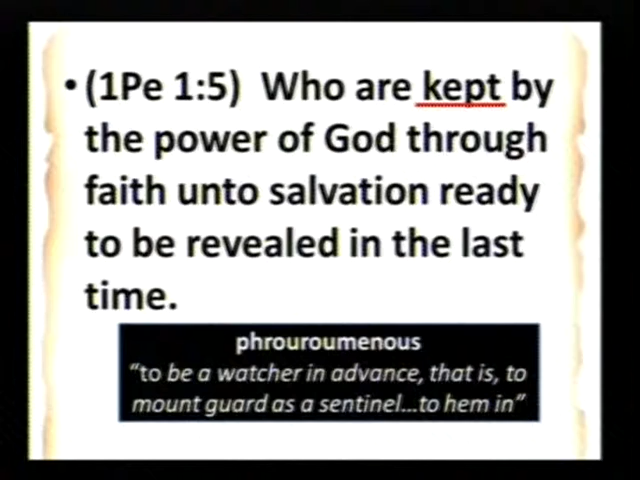 • (1Pe 1:5) Who are kept by
the power of God through
faith unto salvation ready
to be revealed in the last
time.
phrouroumenous
"to be a watcher in advance, that is, to
mount guard as a sentinel...to hem in"